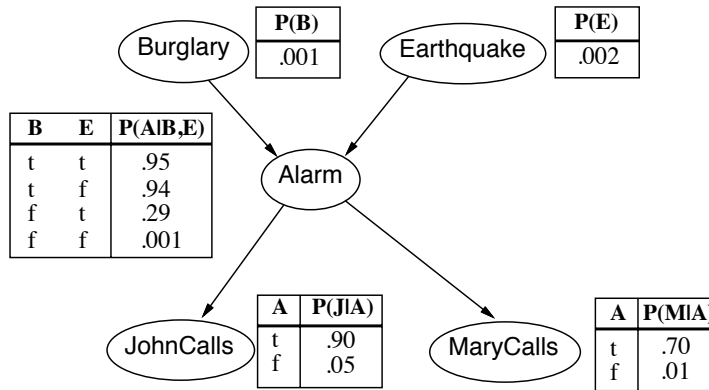 Burglary
P(B)
.001
Earthquake
P(E)
.002
B E P(A|B,E)
t t .95
t f .94
f t .29
f f .001
Alarm
JohnCalls
A P(J|A)
t .90
f .05
MaryCalls
A P(M|A)
t .70
f .01